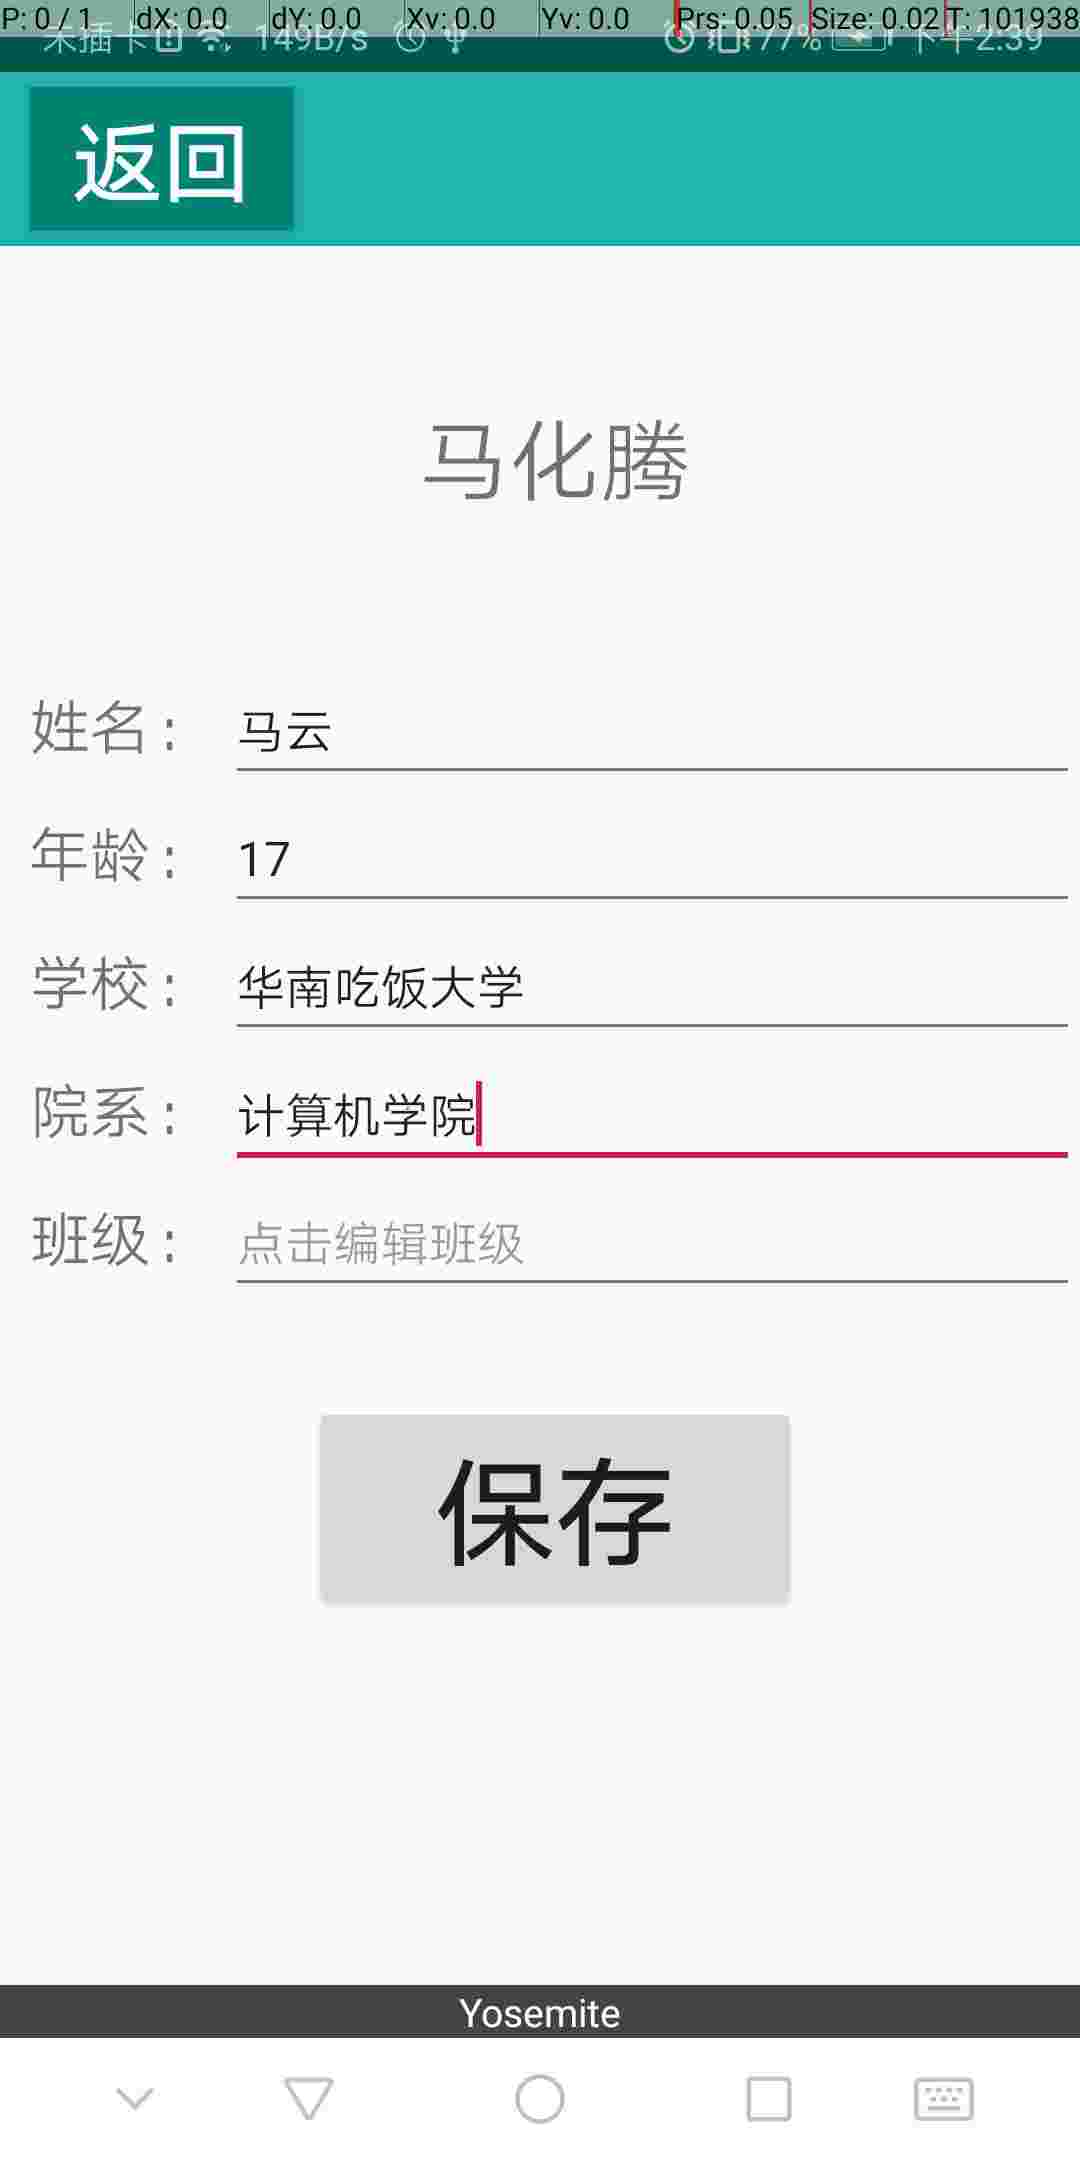 P: 0 / 1 dX: 0.0 dY: 0.0 Xv: 0.0 Yv: 0.0 Prs: 0.05 Size: 0.02 T: 101938
未插卡 149B/s 77% 下午2:39
返回
马化腾
姓名: 马云
年龄: 17
学校: 华南吃饭大学
院系: 计算机学院
班级: 点击编辑班级
保存
Yosemite